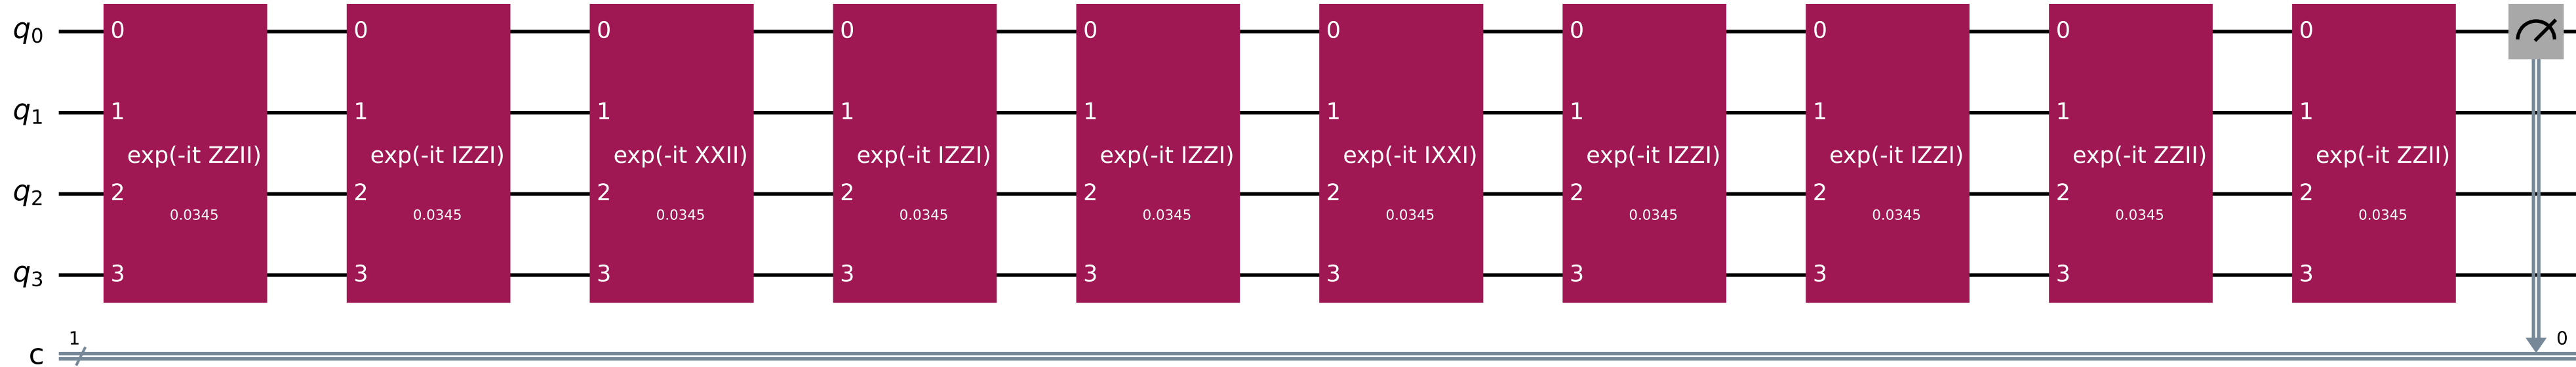 q0 0 0 0 0 0 0 0 0 0 0
q1 1 1 1 1 1 1 1 1 1 1
exp(-it ZZII) exp(-it IZZI) exp(-it XXII) exp(-it IZZI) exp(-it IZZI) exp(-it IXXI) exp(-it IZZI) exp(-it IZZI) exp(-it ZZII) exp(-it ZZII)
q2 2 2 2 2 2 2 2 2 2 2
0.0345 0.0345 0.0345 0.0345 0.0345 0.0345 0.0345 0.0345 0.0345 0.0345
q3 3 3 3 3 3 3 3 3 3 3
c 1 0